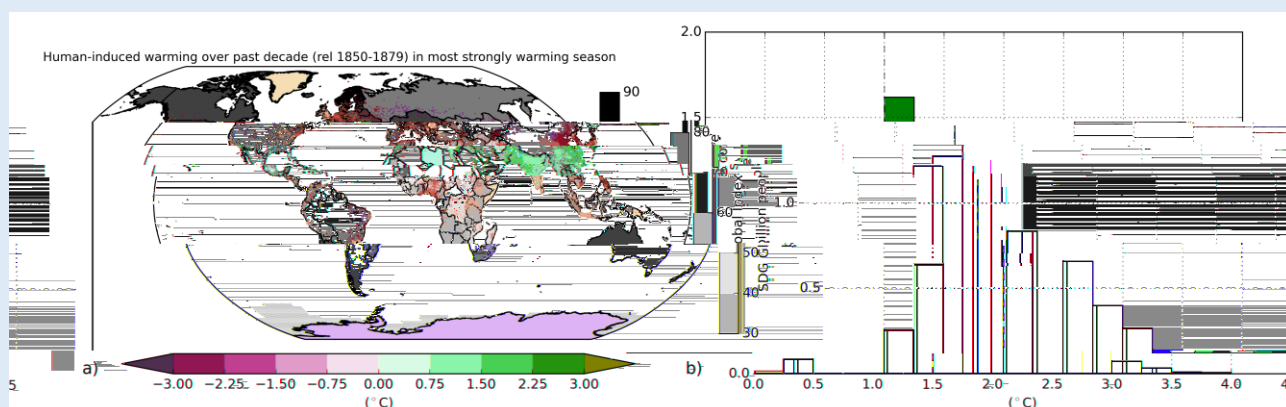 Human-induced warming over past decade (rel 1850-1879) in most strongly warming season
90
80
60
50
40
30
SDG Gl
a)
−3.00 −2.25 −1.50 −0.75 0.00 0.75 1.50 2.25 3.00
(°C)
b)
2.0
1.5
1.0
0.5
0.0
0.0 0.5 1.0 1.5 2.0 2.5 3.0 3.5 4.0
(°C)